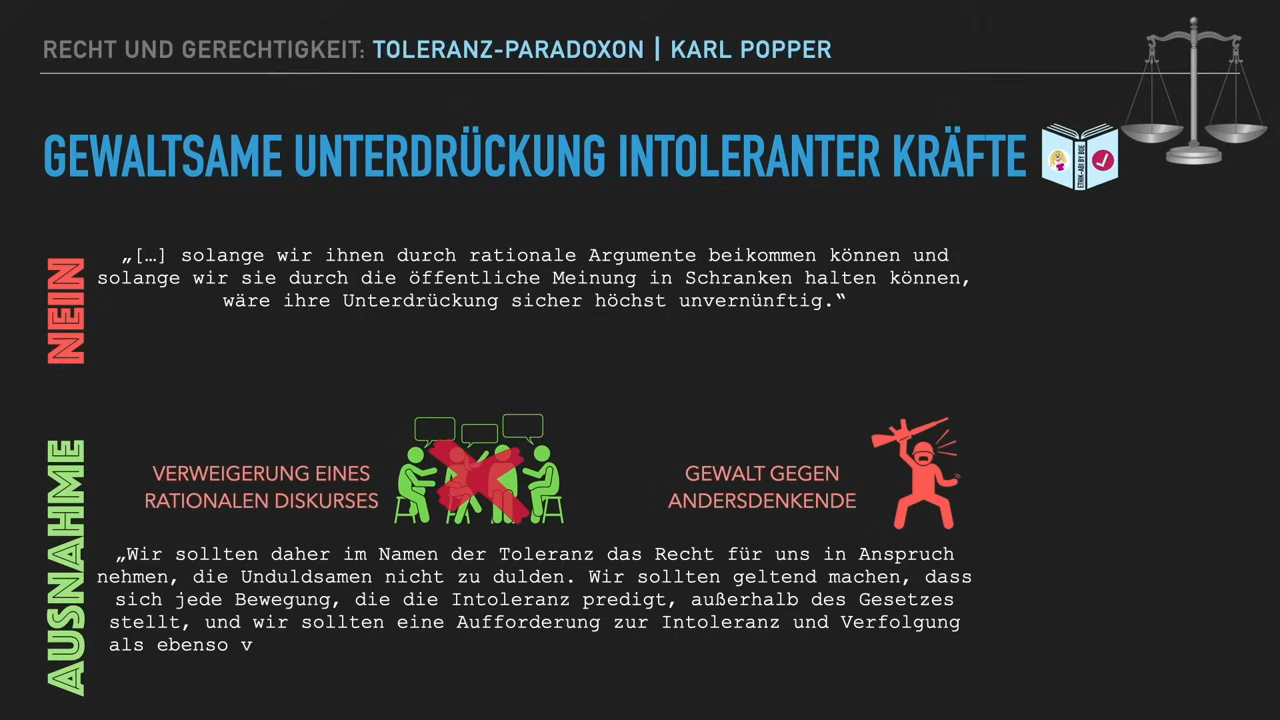 RECHT UND GERECHTIGKEIT: TOLERANZ-PARADOXON | KARL POPPER
GEWALTSAME UNTERDRÜCKUNG INTOLERANTER KRÄFTE
ETHIK-ABI BY BOE
NEIN
„[…] solange wir ihnen durch rationale Argumente beikommen können und
solange wir sie durch die öffentliche Meinung in Schranken halten können,
wäre ihre Unterdrückung sicher höchst unvernünftig.“
AUSNAHME
VERWEIGERUNG EINES
RATIONALEN DISKURSES
GEWALT GEGEN
ANDERSDENKENDE
„Wir sollten daher im Namen der Toleranz das Recht für uns in Anspruch
nehmen, die Unduldsamen nicht zu dulden. Wir sollten geltend machen, dass
sich jede Bewegung, die die Intoleranz predigt, außerhalb des Gesetzes
stellt, und wir sollten eine Aufforderung zur Intoleranz und Verfolgung
als ebenso v